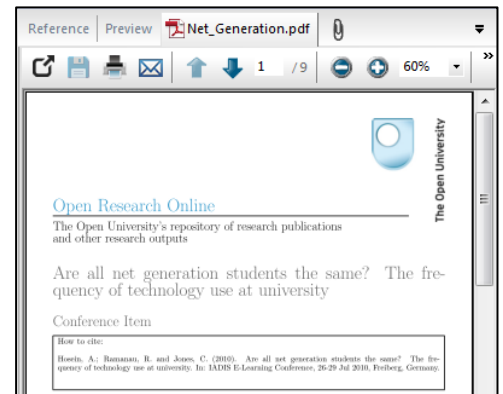 Reference Preview Net_Generation.pdf
1 /9 60%
The Open University
Open Research Online
The Open University's repository of research publications
and other research outputs
Are all net generation students the same? The fre-
quency of technology use at university
Conference Item
How to cite:
Hosein, A.; Ramanau, R. and Jones, C. (2010). Are all net generation students the same? The fre-
quency of technology use at university. In: IADIS E-Learning Conference, 26-29 Jul 2010, Freiberg, Germany.